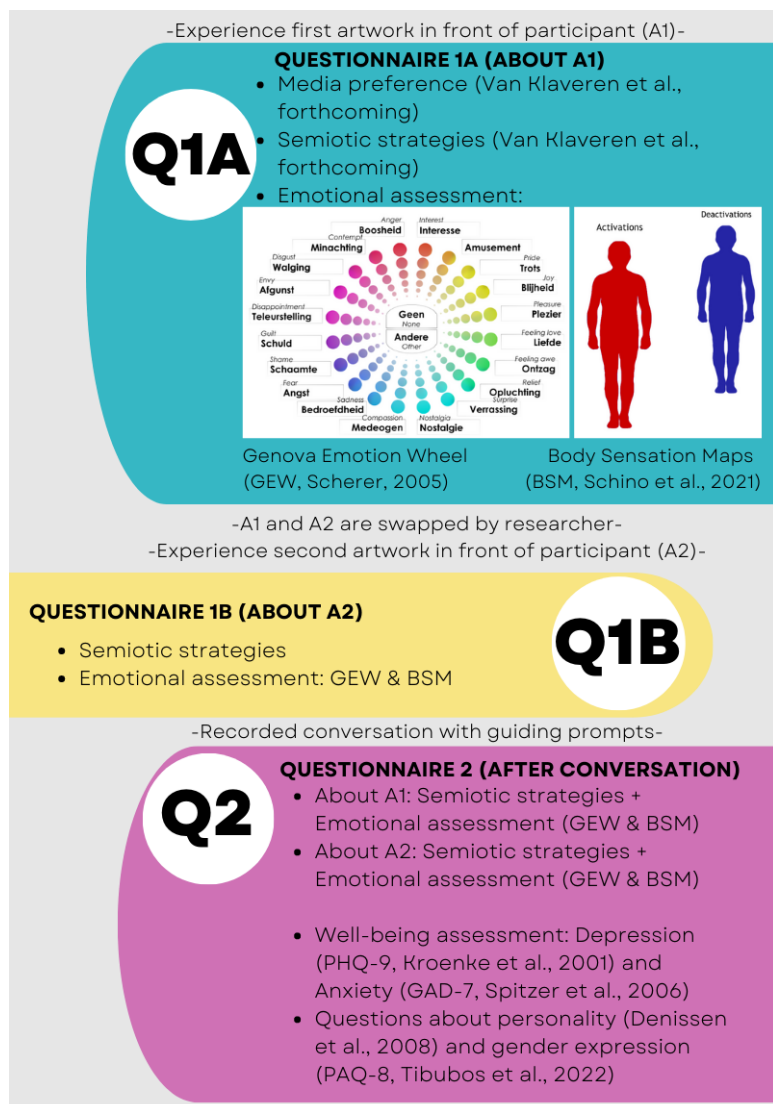 -Experience first artwork in front of participant (A1)-
QUESTIONNAIRE 1A (ABOUT A1)
• Media preference (Van Klaveren et al.,
forthcoming)
• Semiotic strategies (Van Klaveren et al.,
forthcoming)
• Emotional assessment:
Q1A
Anger
Boosheid
Interest
Interesse
Contempt
Minachting
Amusement
Disgust
Walging
Pride
Trots
Envy
Afgunst
Joy
Blijheid
Disappointment
Teleurstelling
Pleasure
Plezier
Guilt
Schuld
Feeling love
Liefde
Shame
Schaamte
Feeling awe
Ontzag
Fear
Angst
Relief
Opluchting
Sadness
Bedroefdheid
Surprise
Verrassing
Compassion
Medeogen
Nostalgia
Nostalgie
Geen
None
Andere
Other
Activations
Deactivations
Genova Emotion Wheel
(GEW, Scherer, 2005)
Body Sensation Maps
(BSM, Schino et al., 2021)
-A1 and A2 are swapped by researcher-
-Experience second artwork in front of participant (A2)-
QUESTIONNAIRE 1B (ABOUT A2)
• Semiotic strategies
• Emotional assessment: GEW & BSM
Q1B
-Recorded conversation with guiding prompts-
Q2
QUESTIONNAIRE 2 (AFTER CONVERSATION)
• About A1: Semiotic strategies +
Emotional assessment (GEW & BSM)
• About A2: Semiotic strategies +
Emotional assessment (GEW & BSM)
• Well-being assessment: Depression
(PHQ-9, Kroenke et al., 2001) and
Anxiety (GAD-7, Spitzer et al., 2006)
• Questions about personality (Denissen
et al., 2008) and gender expression
(PAQ-8, Tibubos et al., 2022)